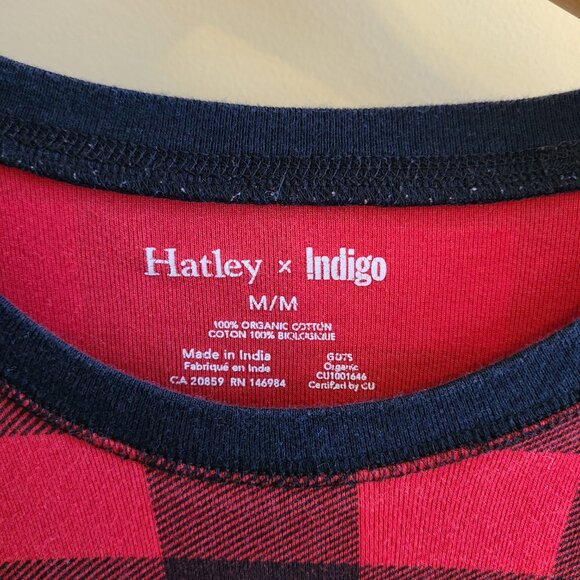 Hatley × Indigo
M/M
100% ORGANIC COTTON
COTON 100% BIOLOGIQUE
Made in India
Fabriqué en Inde
CA 20859 RN 146984
GOTS
Organic
CU1001646
Certified by CU